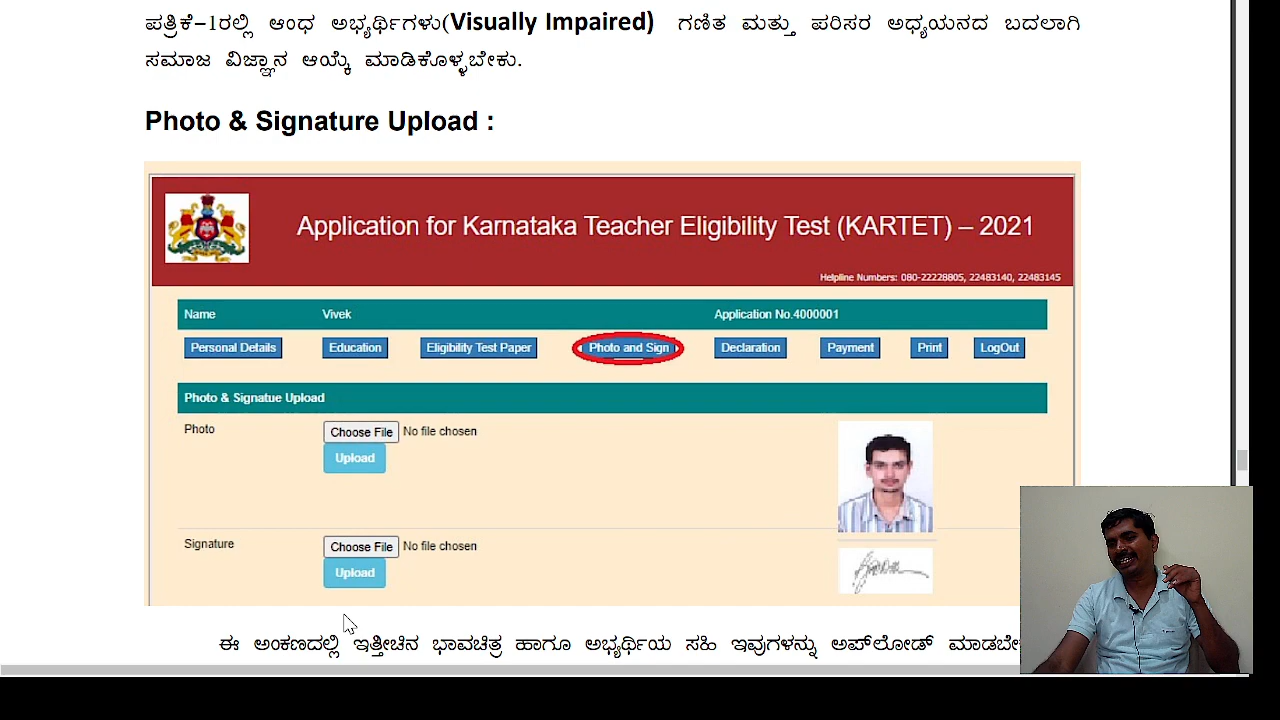 ಪತ್ರಿಕೆ-1ರಲ್ಲಿ ಆಂಧ ಅಭ್ಯರ್ಥಿಗಳು(Visually Impaired) ಗಣಿತ ಮತ್ತು ಪರಿಸರ ಅಧ್ಯಯನದ ಬದಲಾಗಿ
ಸಮಾಜ ವಿಜ್ಞಾನ ಆಯ್ಕೆ ಮಾಡಿಕೊಳ್ಳಬೇಕು.
Photo & Signature Upload :
Application for Karnataka Teacher Eligibility Test (KARTET) – 2021
Helpline Numbers: 080-22228805, 22483140, 22483145
Name Vivek Application No.4000001
Personal Details Education Eligibility Test Paper Photo and Sign Declaration Payment Print LogOut
Photo & Signatue Upload
Photo Choose File No file chosen
Upload
Signature Choose File No file chosen
Upload
ಈ ಅಂಕಣದಲ್ಲಿ ಇತ್ತೀಚಿನ ಭಾವಚಿತ್ರ ಹಾಗೂ ಅಭ್ಯರ್ಥಿಯ ಸಹಿ ಇವುಗಳನ್ನು ಅಪ್‌ಲೋಡ್